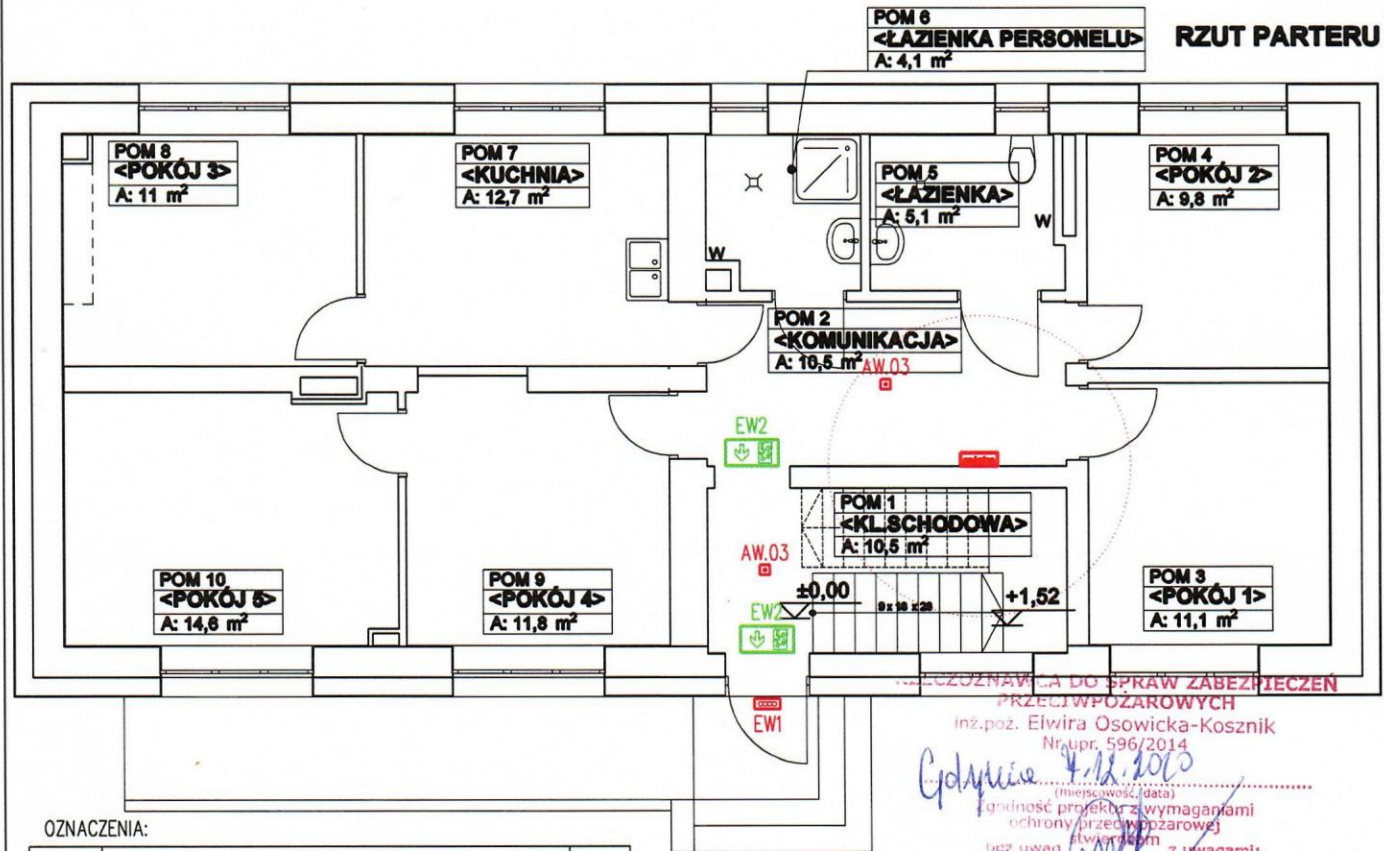 POM 6
<ŁAZIENKA PERSONELU>
A: 4,1 m²
RZUT PARTERU
POM 8
<POKÓJ 3>
A: 11 m²
POM 7
<KUCHNIA>
A: 12,7 m²
POM 5
<ŁAZIENKA>
A: 5,1 m²
POM 4
<POKÓJ 2>
A: 9,8 m²
W
W
POM 2
<KOMUNIKACJA>
A: 10,5 m²
AW.03
EW2
POM 1
<KL.SCHODOWA>
A: 10,5 m²
AW.03
POM 10
<POKÓJ 5>
A: 14,6 m²
POM 9
<POKÓJ 4>
A: 11,8 m²
EW2
±0,00
9 x 18 x 28
+1,52
POM 3
<POKÓJ 1>
A: 11,1 m²
EW1
RZECZOZNAWCA DO SPRAW ZABEZPIECZEŃ
PRZECIWPOŻAROWYCH
inż.poż. Elwira Osowicka-Kosznik
Nr upr. 596/2014
Gdynia
(miejscowość, data)
Zgodność projektu z wymaganiami
ochrony przeciwpożarowej
stwierdzam
bez uwag z uwagami:
OZNACZENIA: